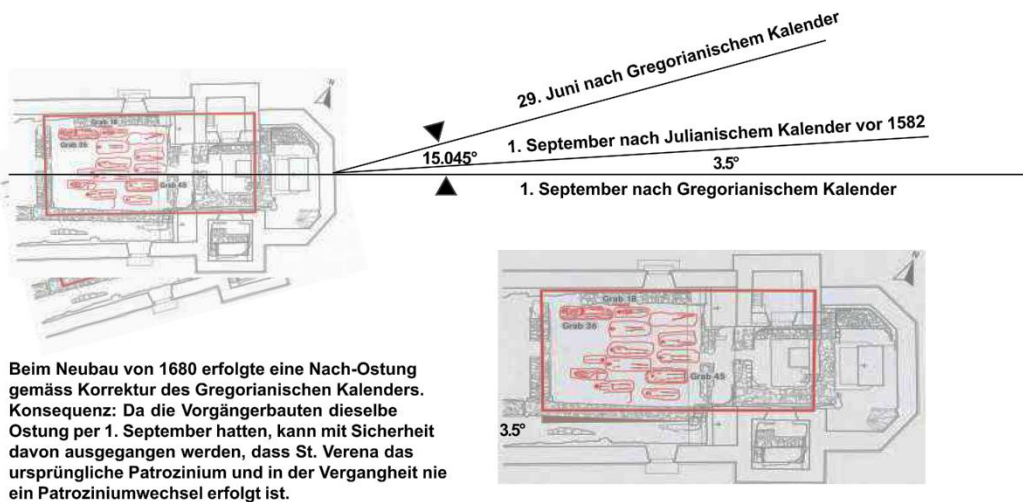 29. Juni nach Gregorianischem Kalender
1. September nach Julianischem Kalender vor 1582
15.045°
3.5°
1. September nach Gregorianischem Kalender
N
Grab 18
Grab 36
Grab 45
N
Grab 18
Grab 36
Grab 45
3.5°
Beim Neubau von 1680 erfolgte eine Nach-Ostung
gemäss Korrektur des Gregorianischen Kalenders.
Konsequenz: Da die Vorgängerbauten dieselbe
Ostung per 1. September hatten, kann mit Sicherheit
davon ausgegangen werden, dass St. Verena das
ursprüngliche Patrozinium und in der Vergangheit nie
ein Patroziniumwechsel erfolgt ist.